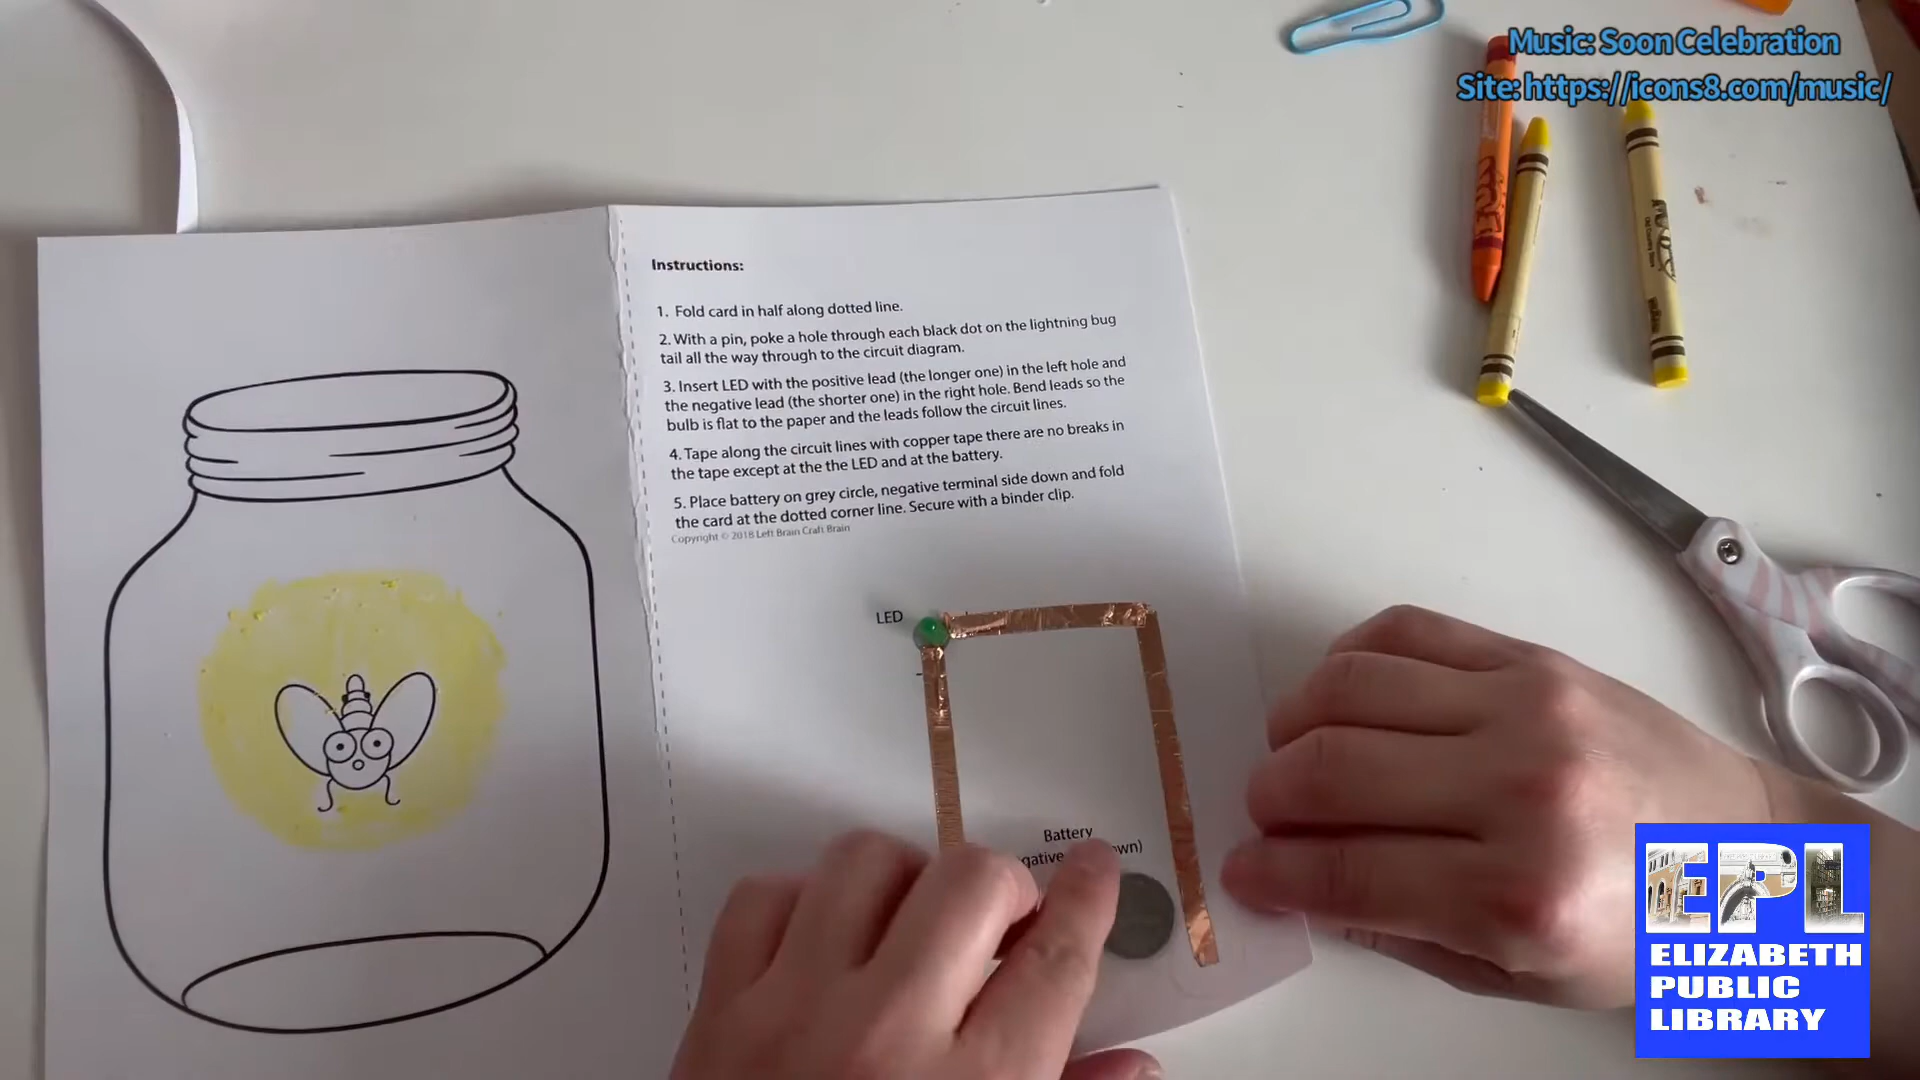 Music: Soon Celebration
Site: https://icons8.com/music/
Instructions:
1. Fold card in half along dotted line.
2. With a pin, poke a hole through each black dot on the lightning bug
tail all the way through to the circuit diagram.
3. Insert LED with the positive lead (the longer one) in the left hole and
the negative lead (the shorter one) in the right hole. Bend leads so the
bulb is flat to the paper and the leads follow the circuit lines.
4. Tape along the circuit lines with copper tape there are no breaks in
the tape except at the the LED and at the battery.
5. Place battery on grey circle, negative terminal side down and fold
the card at the dotted corner line. Secure with a binder clip.
Copyright © 2018 Left Brain Craft Brain
LED
Battery
EPL
ELIZABETH
PUBLIC
LIBRARY